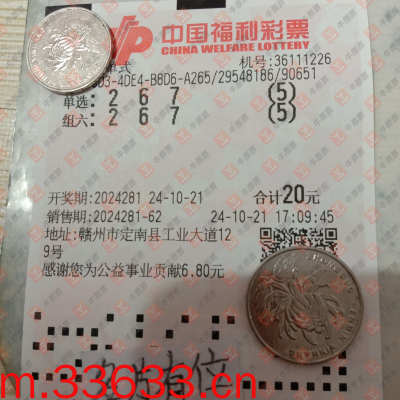 中国福利彩票
CHINA WELFARE LOTTERY
单式 机号:36111226
D3-4DE4-B8D6-A265/29548186/90651
单选: 2 6 7 (5)
组六: 2 6 7 (5)
开奖期:2024281 24-10-21 合计20元
销售期:2024281-62 24-10-21 17:09:45
地址:赣州市定南县工业大道12
9号
感谢您为公益事业贡献6.80元
m.33633.cn